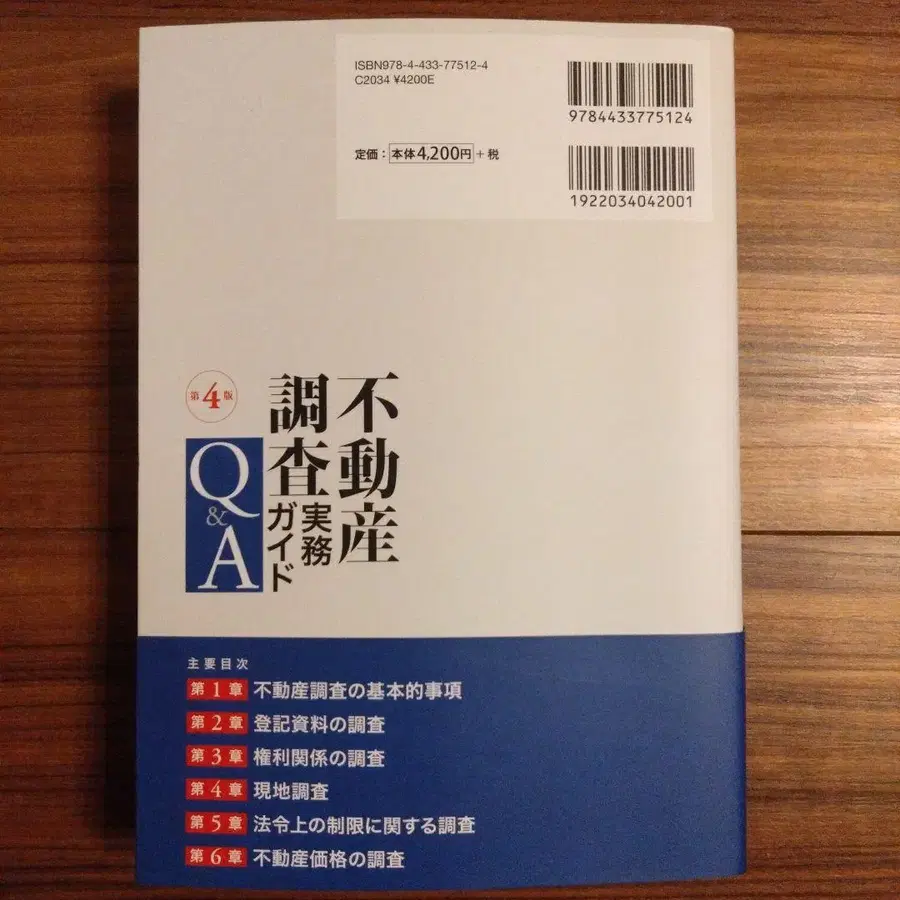 ISBN978-4-433-77512-4
C2034 ¥4200E
9784433775124
定価：本体4,200円＋税
1922034042001
不動産
調査実務
ガイド
Q&A
第4版
主要目次
第1章 不動産調査の基本的事項
第2章 登記資料の調査
第3章 権利関係の調査
第4章 現地調査
第5章 法令上の制限に関する調査
第6章 不動産価格の調査